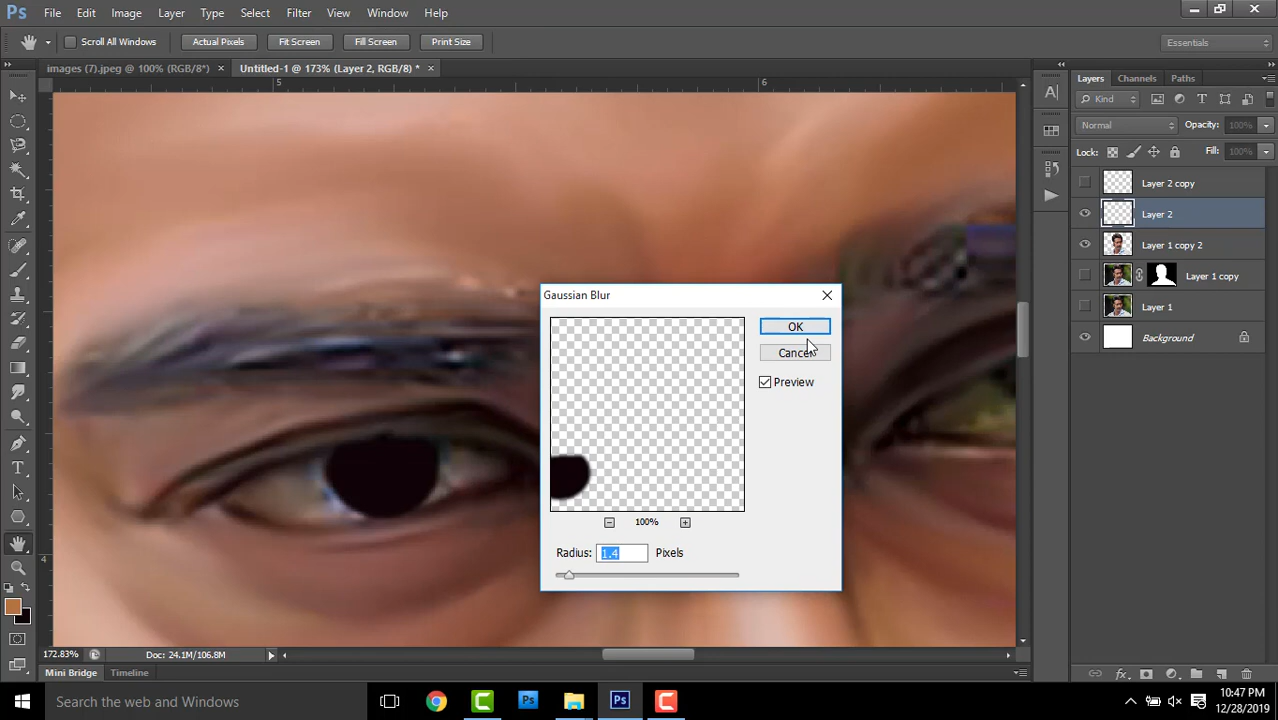 Ps File Edit Image Layer Type Select Filter View Window Help
Scroll All Windows Actual Pixels Fit Screen Fill Screen Print Size Essentials
images (7).jpeg @ 100% (RGB/8*) × Untitled-1 @ 173% (Layer 2, RGB/8) * ×
Layers Channels Paths
5 6
Kind
Normal Opacity: 100%
Lock: Fill: 100%
Layer 2 copy
Layer 2
Layer 1 copy 2
Layer 1 copy
Layer 1
Background
Gaussian Blur
OK
Cancel
Preview
100%
Radius: 1.4 Pixels
4
172.83% Doc: 24.1M/106.8M
Mini Bridge Timeline
Search the web and Windows
10:47 PM
12/28/2019